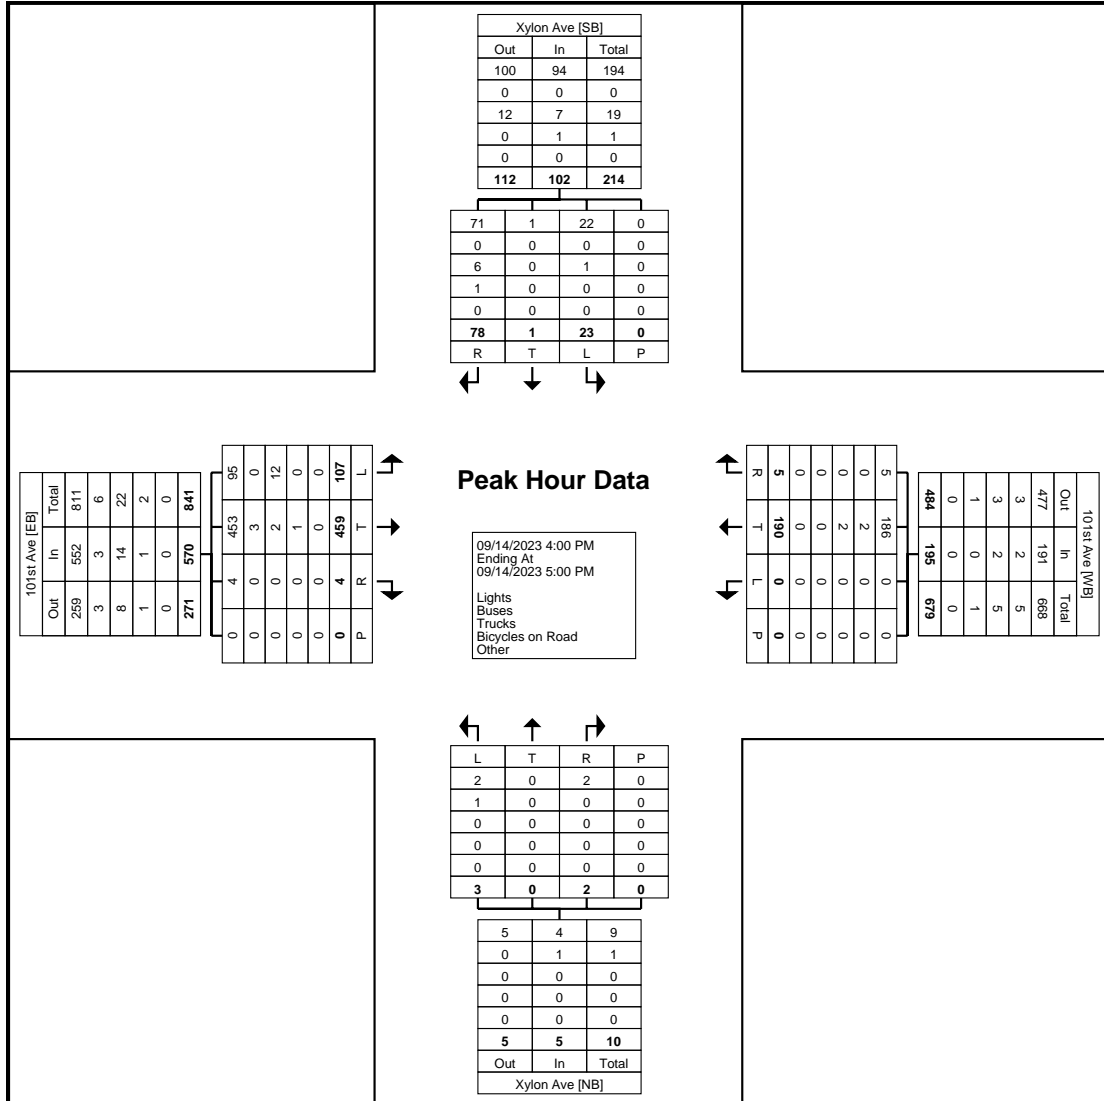 Xylon Ave [SB]
Out In Total
100 94 194
0 0 0
12 7 19
0 1 1
0 0 0
112 102 214
71 1 22 0
0 0 0 0
6 0 1 0
1 0 0 0
0 0 0 0
78 1 23 0
R T L P
101st Ave [EB]
Total 811 6 22 2 0 841
In 552 3 14 1 0 570
Out 259 3 8 1 0 271
95 0 12 0 0 107 L
453 3 2 1 0 459 T
4 0 0 0 0 4 R
0 0 0 0 0 0 P
Peak Hour Data
09/14/2023 4:00 PM
Ending At
09/14/2023 5:00 PM
Lights
Buses
Trucks
Bicycles on Road
Other
R 5 0 0 0 0 5
T 190 0 0 2 2 186
L 0 0 0 0 0 0
P 0 0 0 0 0 0
484 0 1 3 3 477 Out
195 0 0 2 2 191 In
679 0 1 5 5 668 Total
101st Ave [WB]
L T R P
2 0 2 0
1 0 0 0
0 0 0 0
0 0 0 0
0 0 0 0
3 0 2 0
5 4 9
0 1 1
0 0 0
0 0 0
0 0 0
5 5 10
Out In Total
Xylon Ave [NB]